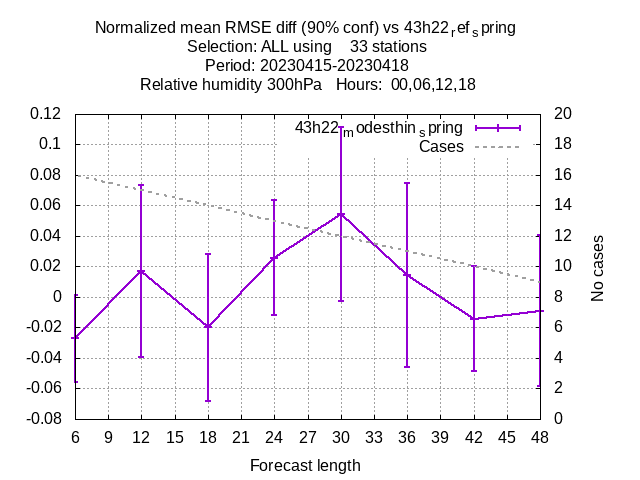 Normalized mean RMSE diff (90% conf) vs 43h22refspring
Selection: ALL using 33 stations
Period: 20230415-20230418
Relative humidity 300hPa Hours: 00,06,12,18
0.12 20
43h22modesthinspring
0.1 18
Cases
0.08 16
0.06 14
0.04 12
0.02 10
0 8
-0.02 6
-0.04 4
-0.06 2
-0.08 0
No cases
6 9 12 15 18 21 24 27 30 33 36 39 42 45 48
Forecast length